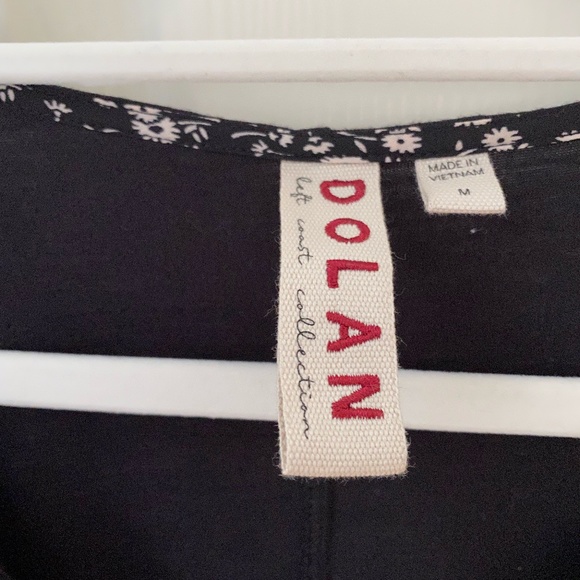 DOLAN
left coast collection
MADE IN
VIETNAM
M